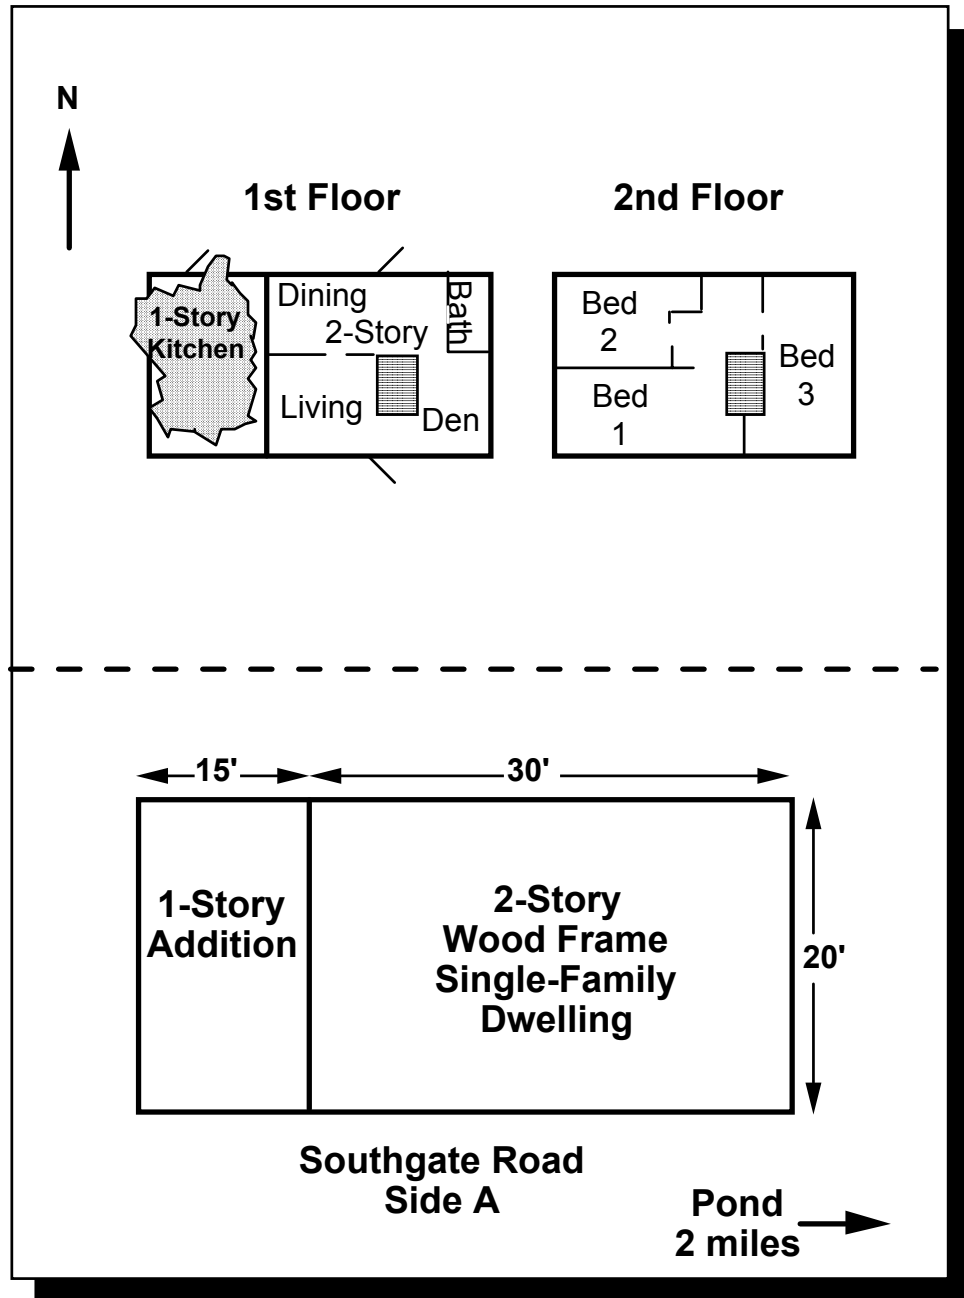 N
1st Floor
2nd Floor
1-Story
Kitchen
Dining
2-Story
Bath
Living
Den
Bed
2
Bed
1
Bed
3
15'
30'
1-Story
Addition
2-Story
Wood Frame
Single-Family
Dwelling
20'
Southgate Road
Side A
Pond
2 miles